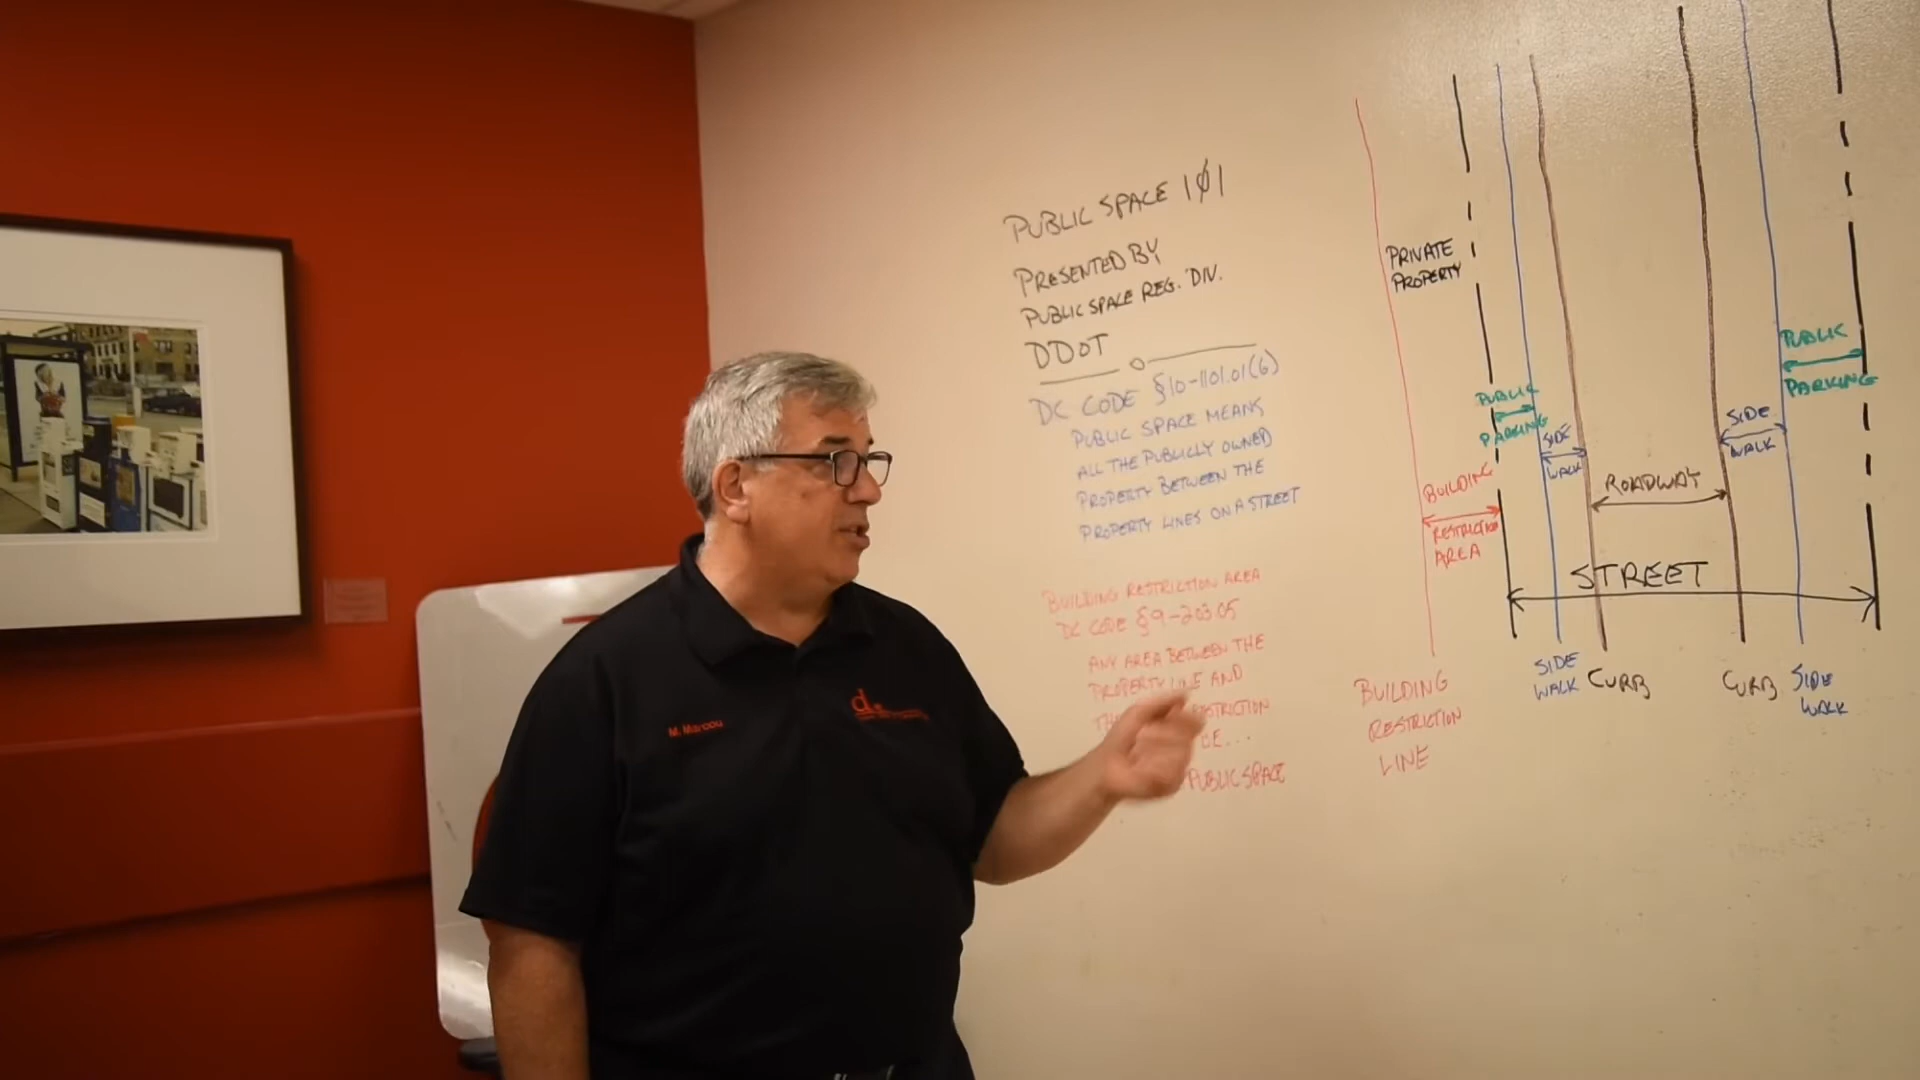 PUBLIC SPACE 101
PRESENTED BY
PUBLIC SPACE REG. DIV.
DDOT
DC CODE §10-1101.01(6)
PUBLIC SPACE MEANS
ALL THE PUBLICLY OWNED
PROPERTY BETWEEN THE
PROPERTY LINES ON A STREET
BUILDING RESTRICTION AREA
DC CODE §9-203.05
ANY AREA BETWEEN THE
PROPERTY LINE AND
PUBLIC SPACE
PRIVATE
PROPERTY
PUBLIC
PARKING
SIDE
WALK
BUILDING
RESTRICTION
AREA
ROADWAY
SIDE
WALK
PUBLIC
PARKING
STREET
BUILDING
RESTRICTION
LINE
SIDE
WALK
CURB
CURB
SIDE
WALK
M. Marcou
d.